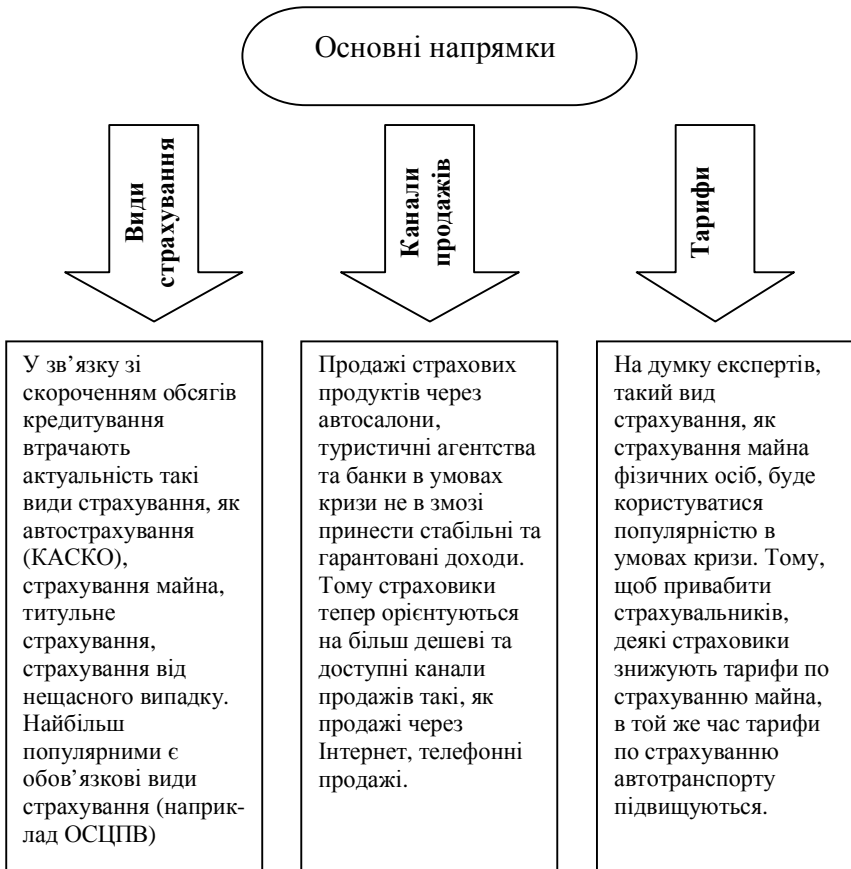 Основні напрямки
Види
страхування
Канали
продажів
Тарифи
У зв’язку зі
скороченням обсягів
кредитування
втрачають
актуальність такі
види страхування, як
автострахування
(КАСКО),
страхування майна,
титульне
страхування,
страхування від
нещасного випадку.
Найбільш
популярними є
обов’язкові види
страхування (наприк-
лад ОСЦПВ)
Продажі страхових
продуктів через
автосалони,
туристичні агентства
та банки в умовах
кризи не в змозі
принести стабільні та
гарантовані доходи.
Тому страховики
тепер орієнтуються
на більш дешеві та
доступні канали
продажів такі, як
продажі через
Інтернет, телефонні
продажі.
На думку експертів,
такий вид
страхування, як
страхування майна
фізичних осіб, буде
користуватися
популярністю в
умовах кризи. Тому,
щоб привабити
страхувальників,
деякі страховики
знижують тарифи по
страхуванню майна,
в той же час тарифи
по страхуванню
автотранспорту
підвищуються.